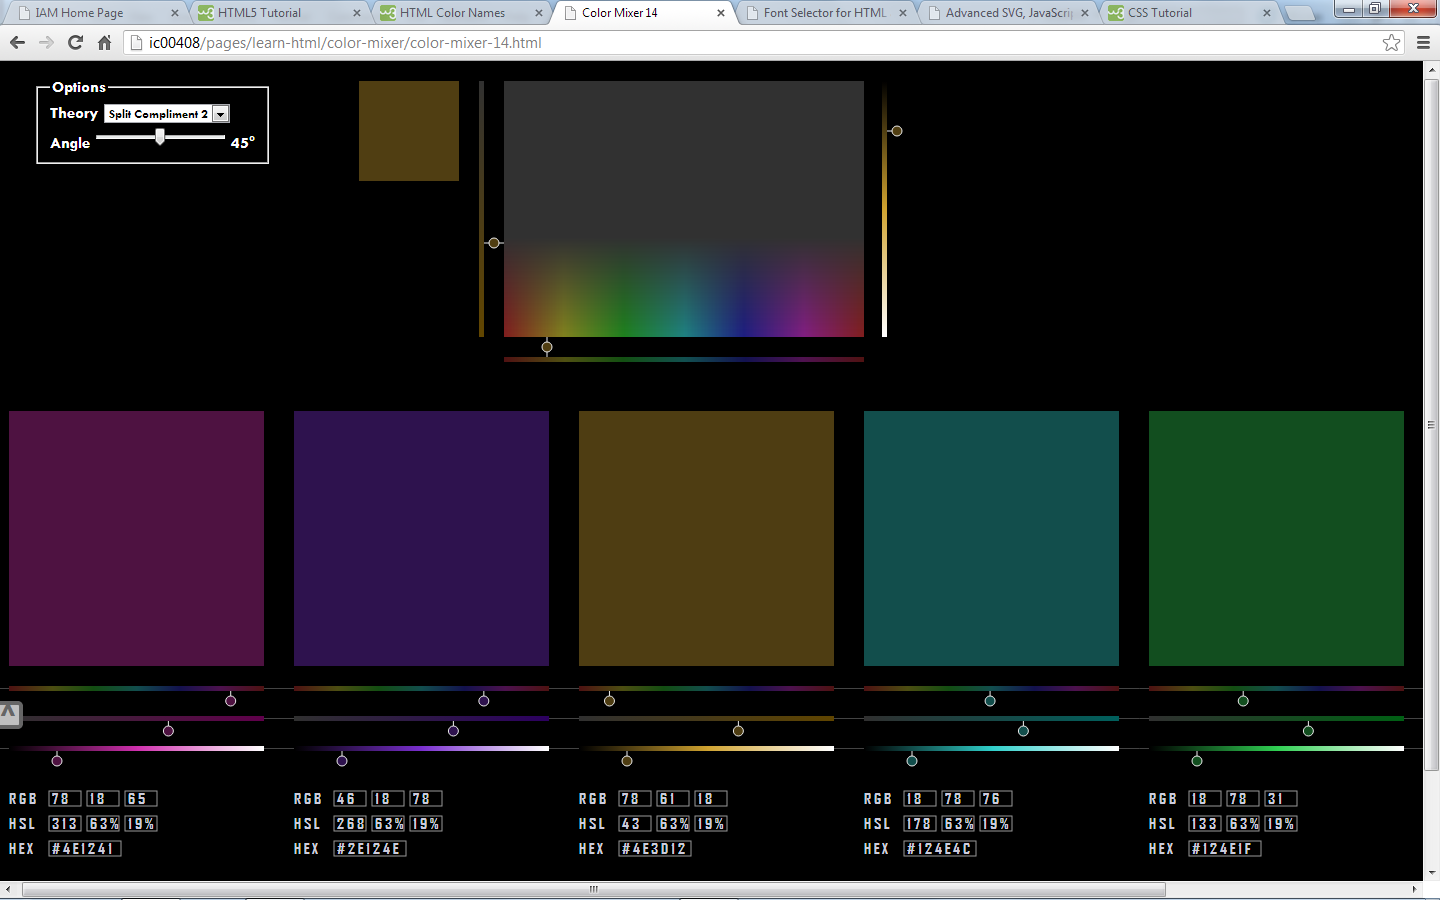 IAM Home Page
HTML5 Tutorial
HTML Color Names
Color Mixer 14
Font Selector for HTML
Advanced SVG, JavaScrip
CSS Tutorial
ic00408/pages/learn-html/color-mixer/color-mixer-14.html
Options
Theory Split Compliment 2
Angle 45°
RGB 78 18 65
HSL 313 63% 19%
HEX #4E1241
RGB 46 18 78
HSL 268 63% 19%
HEX #2E124E
RGB 78 61 18
HSL 43 63% 19%
HEX #4E3D12
RGB 18 78 76
HSL 178 63% 19%
HEX #124E4C
RGB 18 78 31
HSL 133 63% 19%
HEX #124E1F